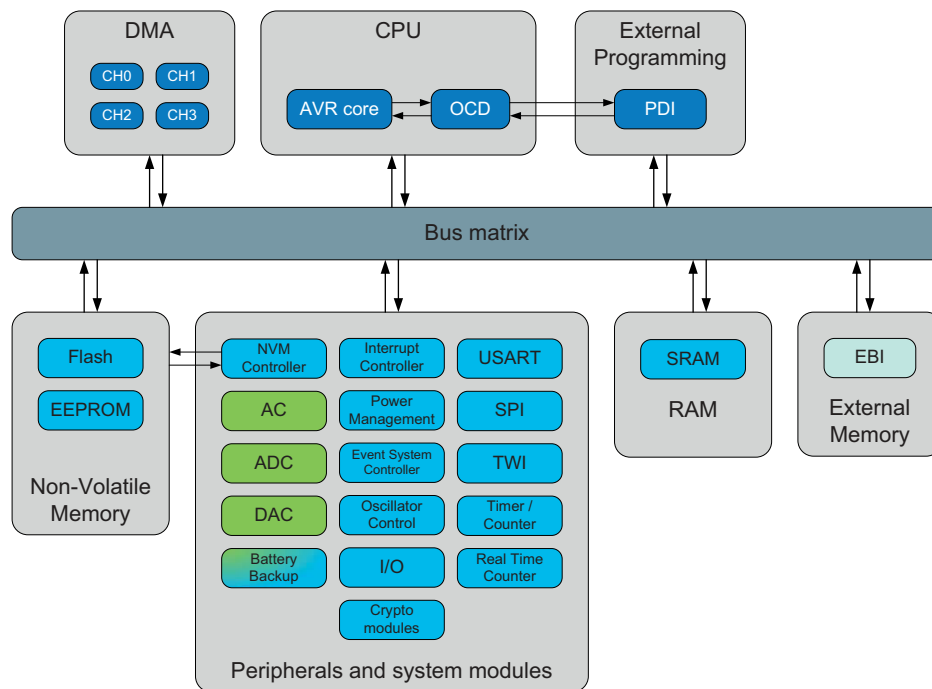 DMA
CH0
CH1
CH2
CH3
CPU
AVR core
OCD
External
Programming
PDI
Bus matrix
Flash
EEPROM
Non-Volatile
Memory
NVM
Controller
Interrupt
Controller
USART
AC
Power
Management
SPI
ADC
Event System
Controller
TWI
DAC
Oscillator
Control
Timer /
Counter
Battery
Backup
I/O
Real Time
Counter
Crypto
modules
Peripherals and system modules
SRAM
RAM
EBI
External
Memory